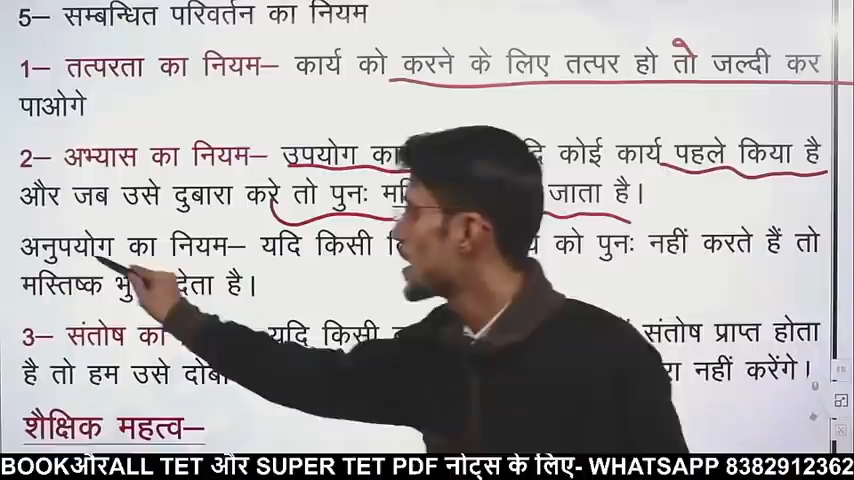 5– सम्बन्धित परिवर्तन का नियम
1– तत्परता का नियम– कार्य को करने के लिए तत्पर हो तो जल्दी कर
पाओगे
2– अभ्यास का नियम– उपयोग का कोई कार्य पहले किया है
और जब उसे दुबारा करे तो पुनः जाता है।
अनुपयोग का नियम– यदि किसी को पुनः नहीं करते हैं तो
मस्तिष्क देता है।
3– संतोष का यदि किसी संतोष प्राप्त होता
है तो हम उसे नहीं करेंगे।
शैक्षिक महत्व–
BOOKओरALL TET और SUPER TET PDF नोट्स के लिए- WHATSAPP 8382912362